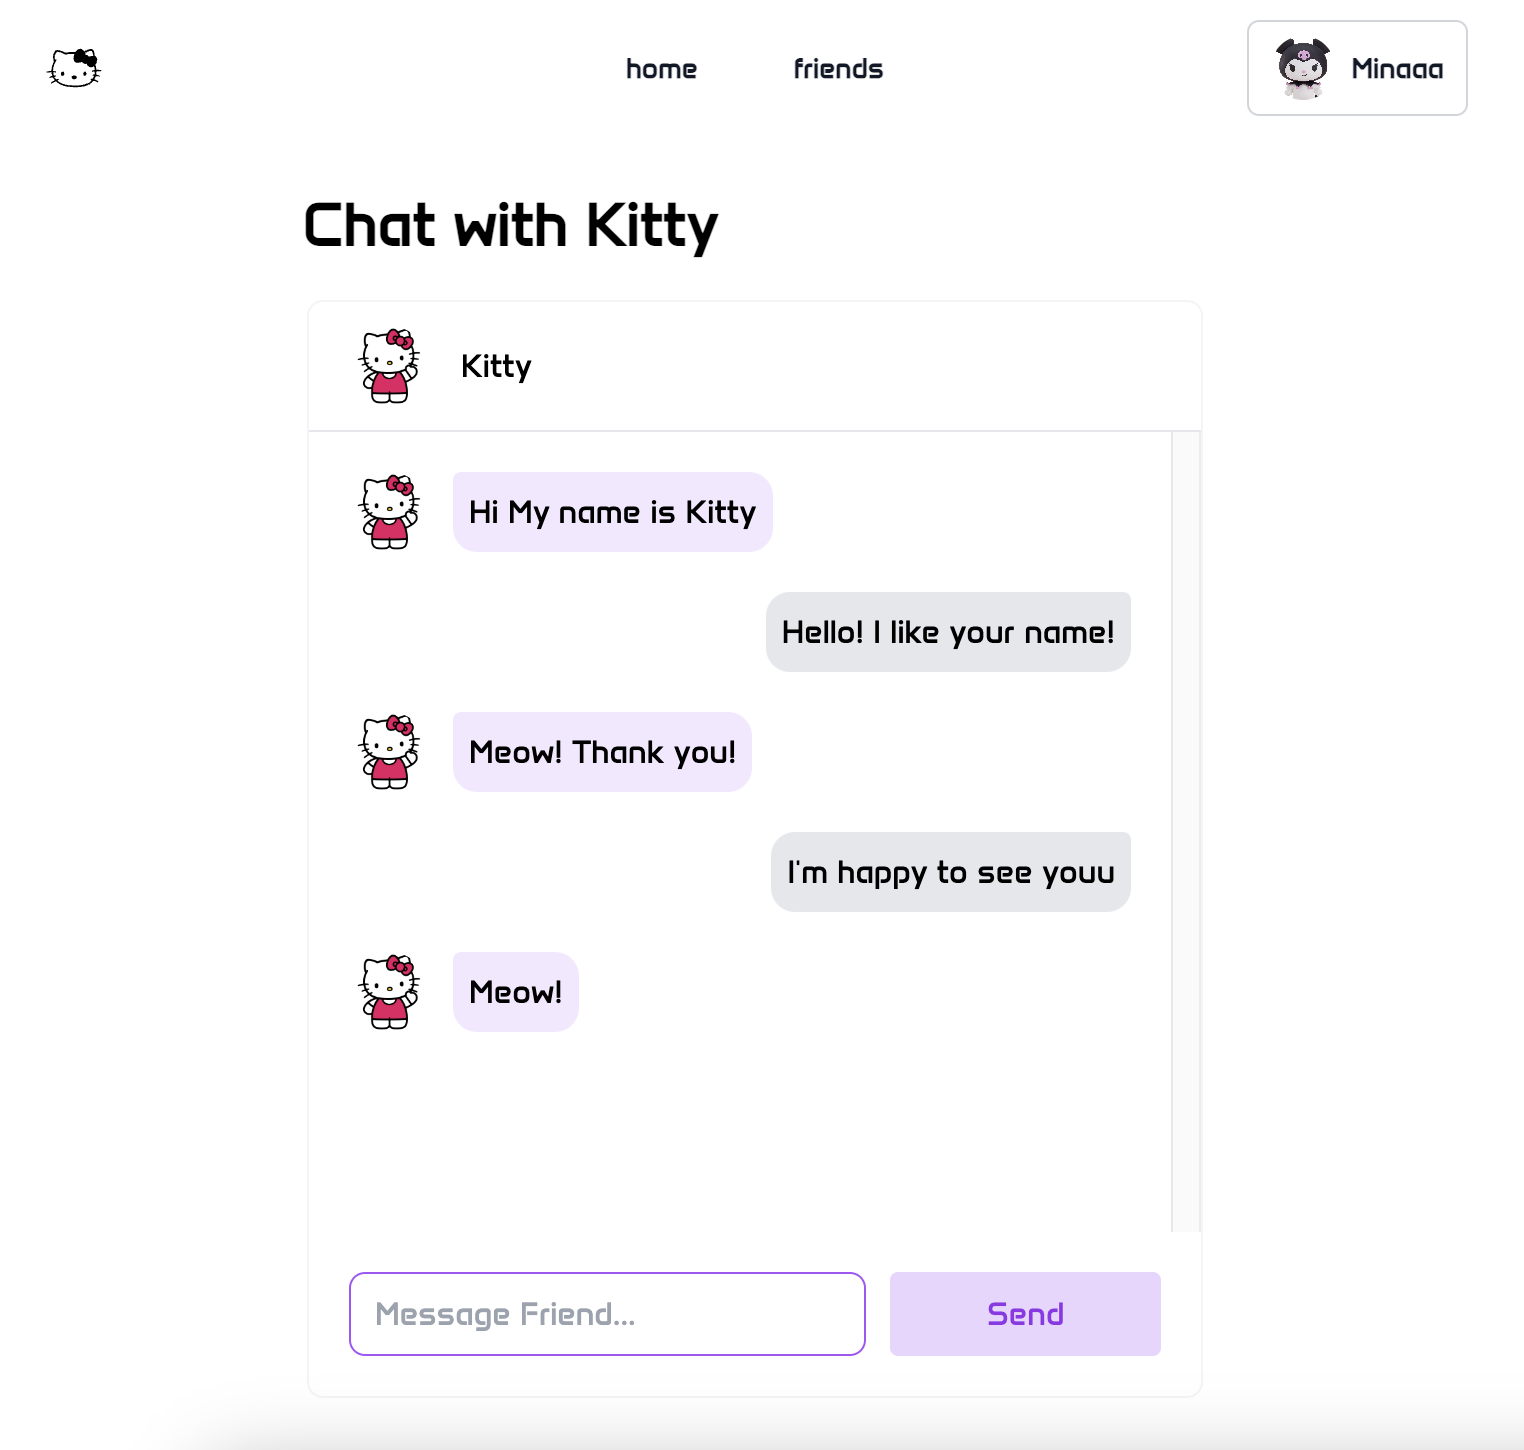 home
friends
Minaaa
Chat with Kitty
Kitty
Hi My name is Kitty
Hello! I like your name!
Meow! Thank you!
I'm happy to see youu
Meow!
Message Friend...
Send